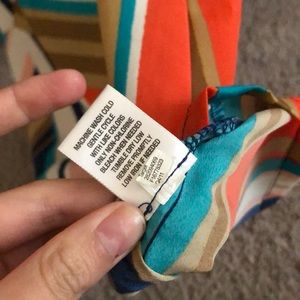 MACHINE WASH COLD
GENTLE CYCLE
WITH LIKE COLORS
ONLY NON-CHLORINE
BLEACH WHEN NEEDED
TUMBLE DRY LOW
REMOVE PROMPTLY
LOW IRON IF NEEDED